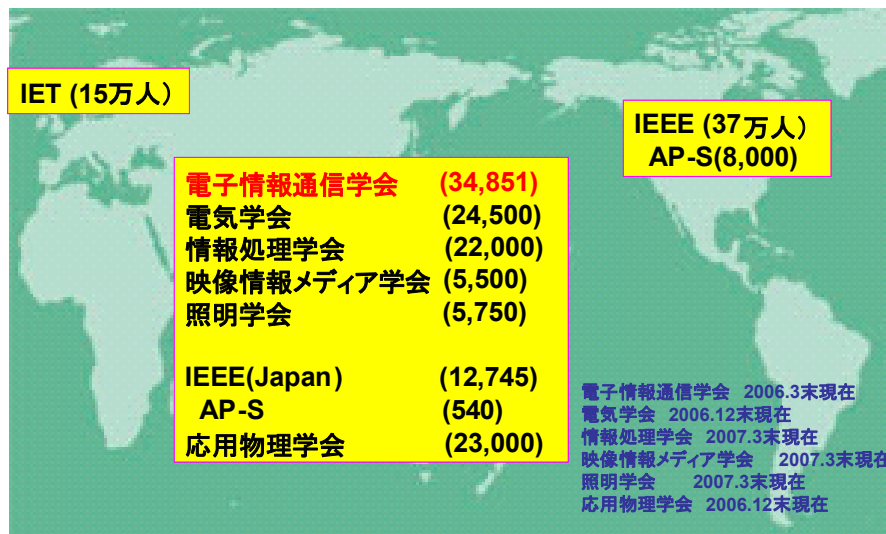 IET (15万人）
IEEE (37万人）
AP-S(8,000)
電子情報通信学会 (34,851)
電気学会 (24,500)
情報処理学会 (22,000)
映像情報メディア学会 (5,500)
照明学会 (5,750)
IEEE(Japan） (12,745)
AP-S (540)
応用物理学会 (23,000)
電子情報通信学会 2006.3末現在
電気学会 2006.12末現在
情報処理学会 2007.3末現在
映像情報メディア学会 2007.3末現在
照明学会 2007.3末現在
応用物理学会 2006.12末現在